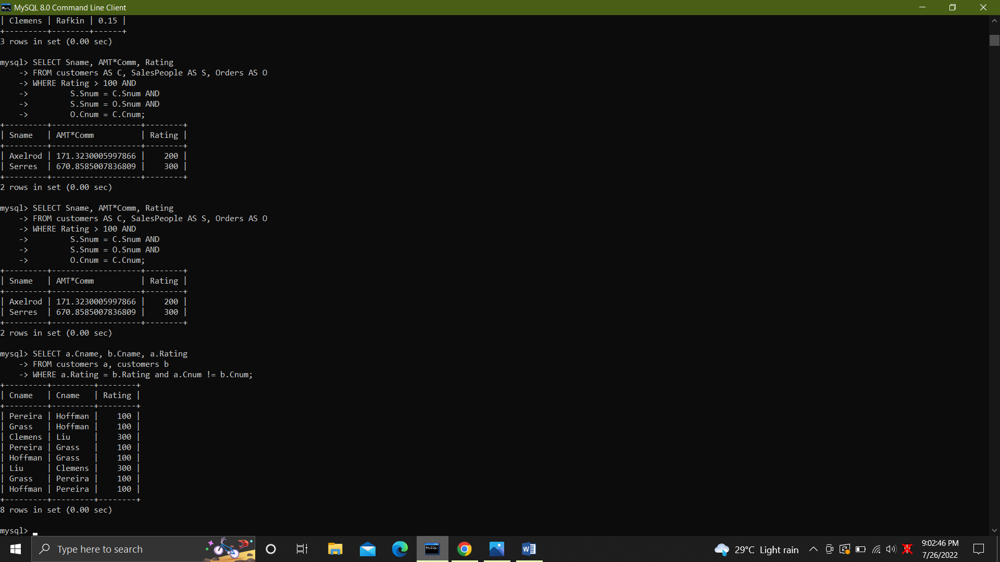 MySQL 8.0 Command Line Client
| Clemens | Rafkin | 0.15 |
+---------+--------+------+
3 rows in set (0.00 sec)
mysql> SELECT Sname, AMT*Comm, Rating
    -> FROM customers AS C, SalesPeople AS S, Orders AS O
    -> WHERE Rating > 100 AND
    ->         S.Snum = C.Snum AND
    ->         S.Snum = O.Snum AND
    ->         O.Cnum = C.Cnum;
+---------+-------------------+--------+
| Sname   | AMT*Comm          | Rating |
+---------+-------------------+--------+
| Axelrod | 171.3230005997866 |    200 |
| Serres  | 670.8585007836809 |    300 |
+---------+-------------------+--------+
2 rows in set (0.00 sec)
mysql> SELECT Sname, AMT*Comm, Rating
    -> FROM customers AS C, SalesPeople AS S, Orders AS O
    -> WHERE Rating > 100 AND
    ->         S.Snum = C.Snum AND
    ->         S.Snum = O.Snum AND
    ->         O.Cnum = C.Cnum;
+---------+-------------------+--------+
| Sname   | AMT*Comm          | Rating |
+---------+-------------------+--------+
| Axelrod | 171.3230005997866 |    200 |
| Serres  | 670.8585007836809 |    300 |
+---------+-------------------+--------+
2 rows in set (0.00 sec)
mysql> SELECT a.Cname, b.Cname, a.Rating
    -> FROM customers a, customers b
    -> WHERE a.Rating = b.Rating and a.Cnum != b.Cnum;
+---------+---------+--------+
| Cname   | Cname   | Rating |
+---------+---------+--------+
| Pereira | Hoffman |    100 |
| Grass   | Hoffman |    100 |
| Clemens | Liu     |    300 |
| Pereira | Grass   |    100 |
| Hoffman | Grass   |    100 |
| Liu     | Clemens |    300 |
| Grass   | Pereira |    100 |
| Hoffman | Pereira |    100 |
+---------+---------+--------+
8 rows in set (0.00 sec)
mysql>
Type here to search
29°C Light rain
9:02:46 PM
7/26/2022